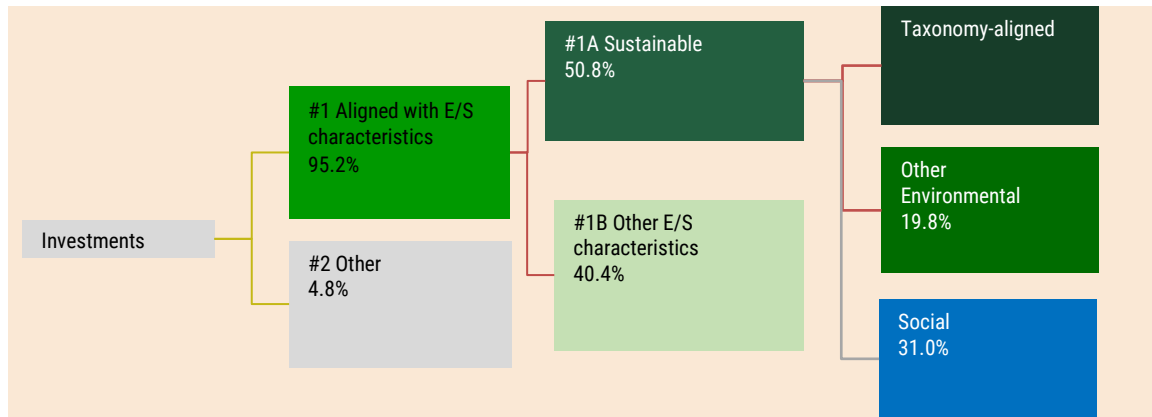 Investments
#1 Aligned with E/S
characteristics
95.2%
#2 Other
4.8%
#1A Sustainable
50.8%
#1B Other E/S
characteristics
40.4%
Taxonomy-aligned
Other
Environmental
19.8%
Social
31.0%